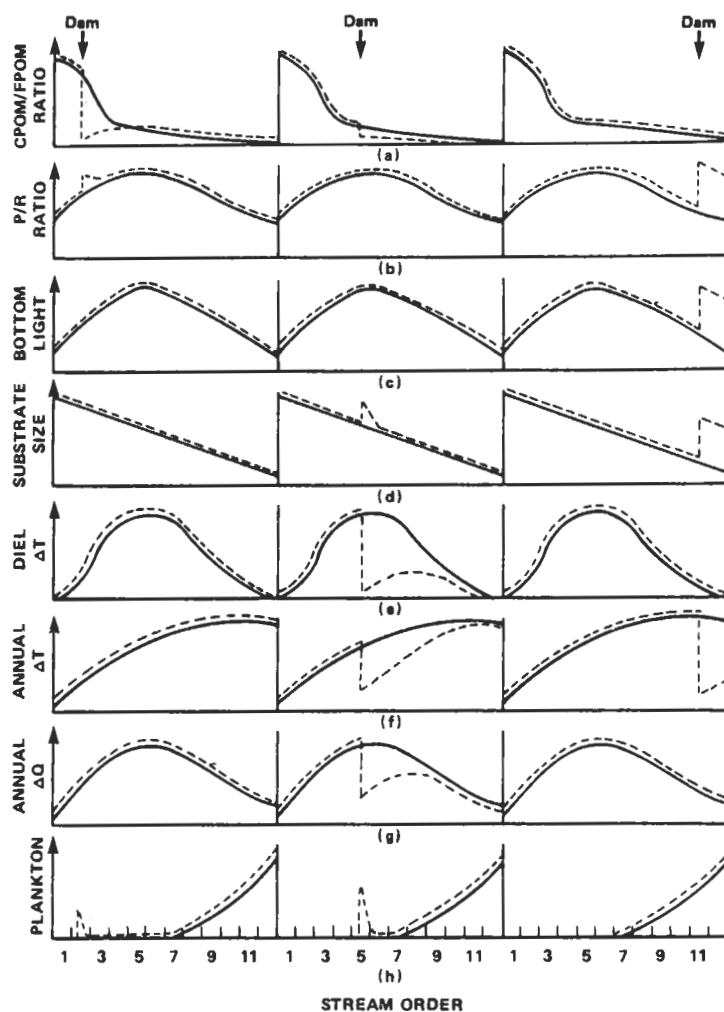 Dam Dam Dam
CPOM/FPOM
RATIO
(a)
P/R
RATIO
(b)
BOTTOM
LIGHT
(c)
SUBSTRATE
SIZE
(d)
DIEL
ΔT
(e)
ANNUAL
ΔT
(f)
ANNUAL
ΔQ
(g)
PLANKTON
1 3 5 7 9 11 1 3 5 7 9 11 1 3 5 7 9 11
(h)
STREAM ORDER